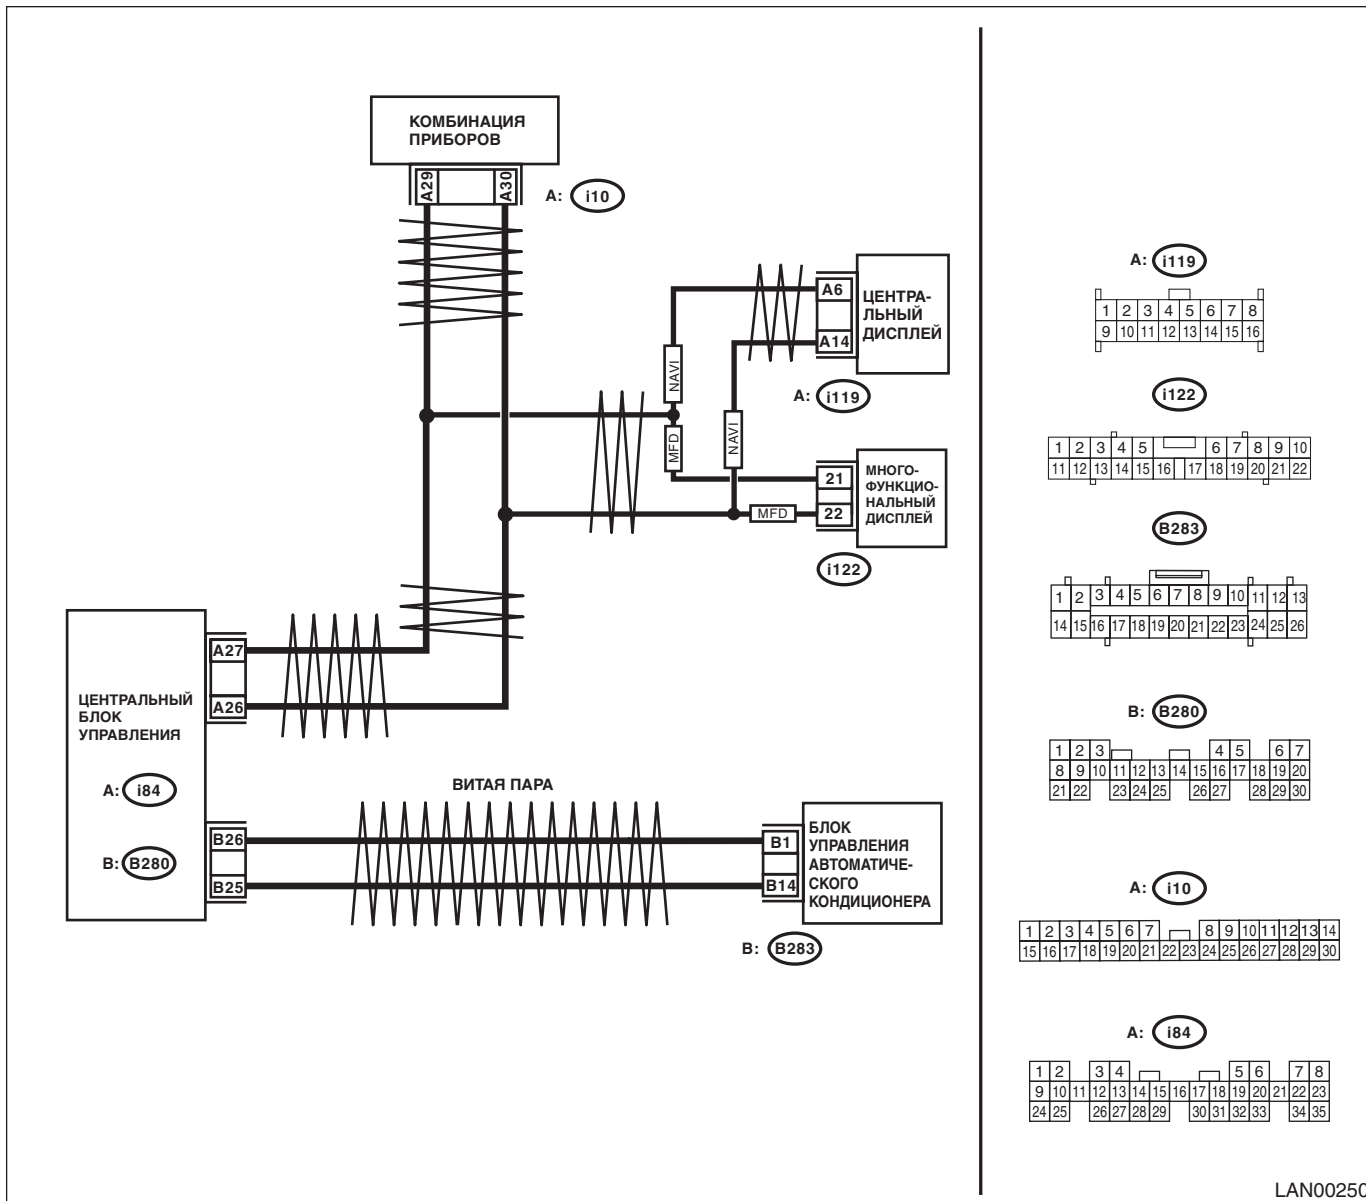 КОМБИНАЦИЯ
ПРИБОРОВ
A29
A30
A: i10
A6
A14
ЦЕНТРА-
ЛЬНЫЙ
ДИСПЛЕЙ
A: i119
NAVI
MFD
NAVI
MFD
21
22
МНОГО-
ФУНКЦИО-
НАЛЬНЫЙ
ДИСПЛЕЙ
i122
A27
A26
ЦЕНТРАЛЬНЫЙ
БЛОК
УПРАВЛЕНИЯ
A: i84
B: B280
B26
B25
ВИТАЯ ПАРА
B1
B14
БЛОК
УПРАВЛЕНИЯ
АВТОМАТИЧЕ-
СКОГО
КОНДИЦИОНЕРА
B: B283
A: i119
1 2 3 4 5 6 7 8
9 10 11 12 13 14 15 16
i122
1 2 3 4 5 6 7 8 9 10
11 12 13 14 15 16 17 18 19 20 21 22
B283
1 2 3 4 5 6 7 8 9 10 11 12 13
14 15 16 17 18 19 20 21 22 23 24 25 26
B: B280
1 2 3 4 5 6 7
8 9 10 11 12 13 14 15 16 17 18 19 20
21 22 23 24 25 26 27 28 29 30
A: i10
1 2 3 4 5 6 7 8 9 10 11 12 13 14
15 16 17 18 19 20 21 22 23 24 25 26 27 28 29 30
A: i84
1 2 3 4 5 6 7 8
9 10 11 12 13 14 15 16 17 18 19 20 21 22 23
24 25 26 27 28 29 30 31 32 33 34 35
LAN00250